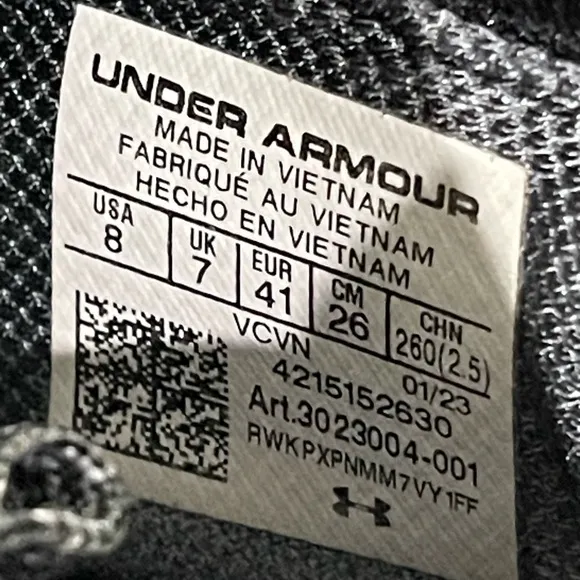 UNDER ARMOUR
MADE IN VIETNAM
FABRIQUÉ AU VIETNAM
HECHO EN VIETNAM
USA UK EUR CM CHN
8 7 41 26 260(2.5)
VCVN 01/23
4215152630
Art.3023004-001
RWKPXPNMM7VY1FF